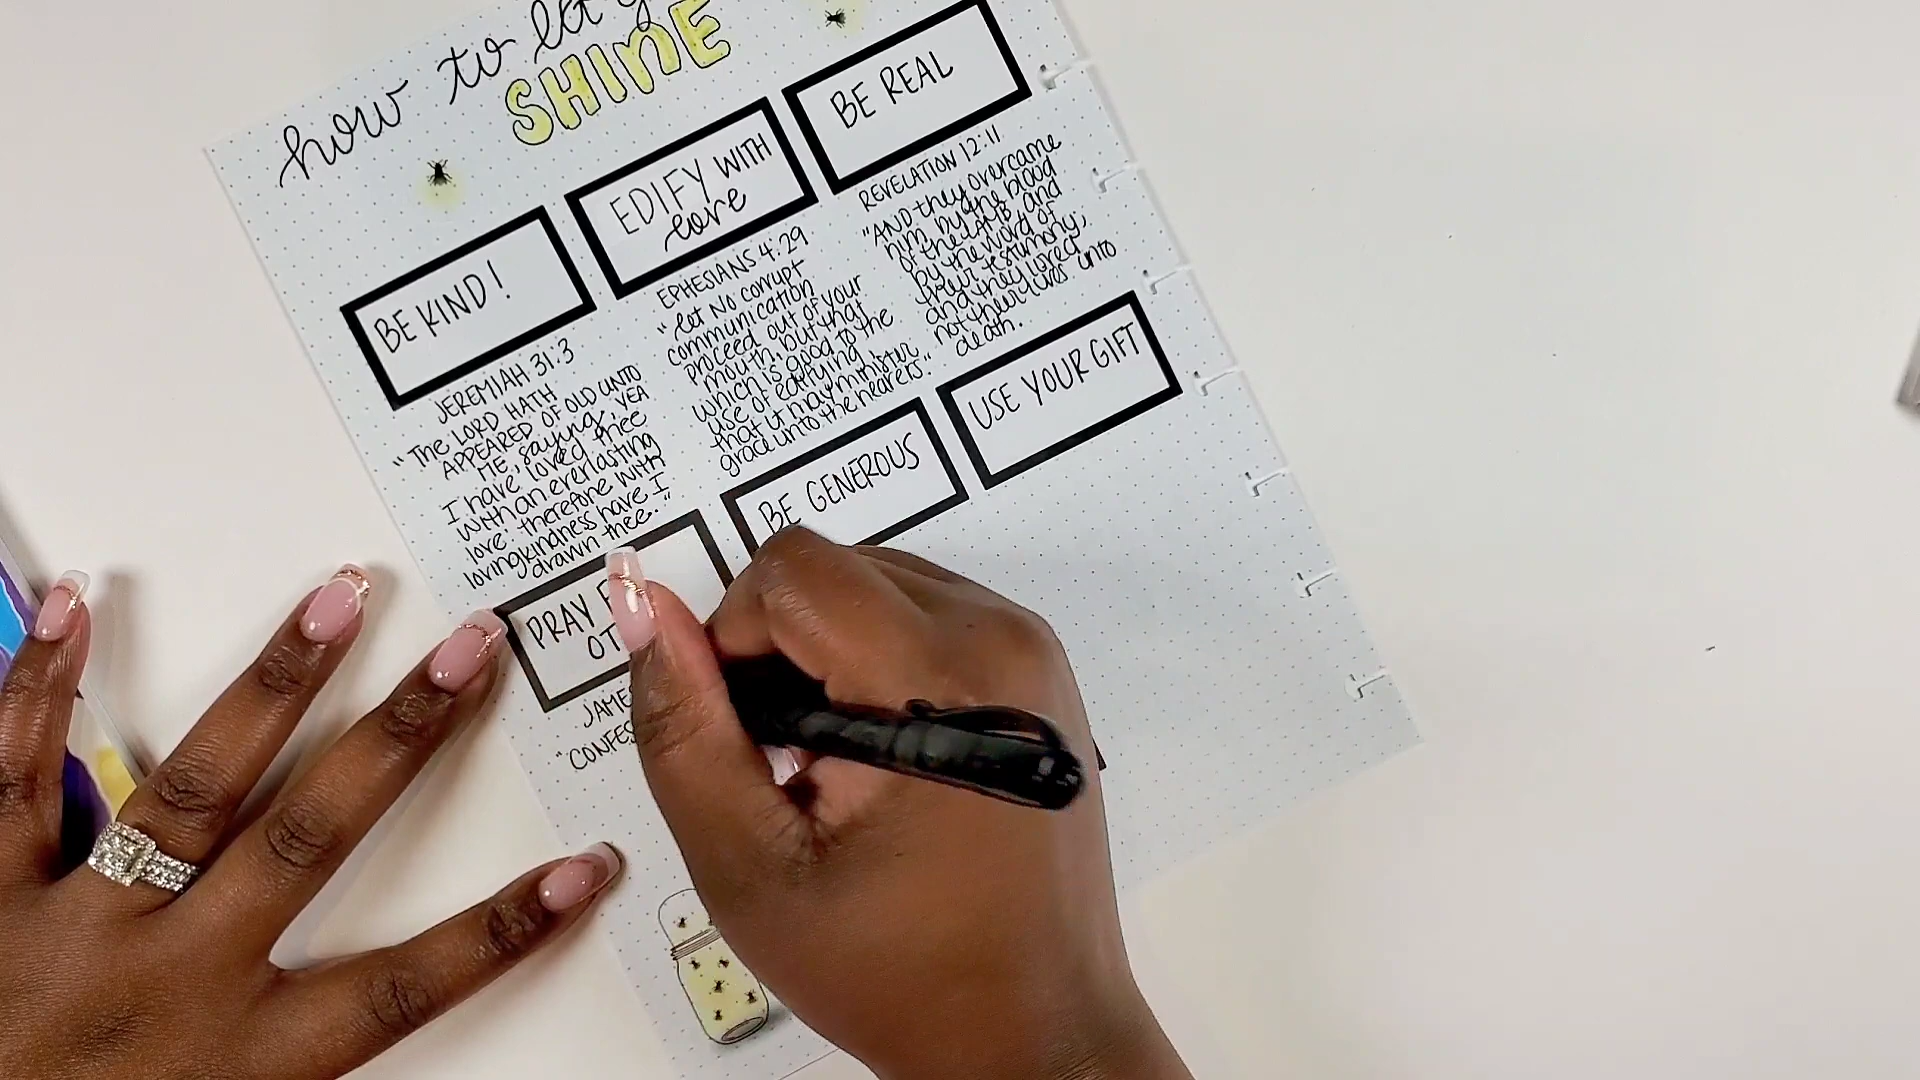 how to let
SHINE
BE KIND!
JEREMIAH 31:3
"The LORD HATH
APPEARED OF OLD UNTO
ME, saying, YEA
I have loved thee
with an everlasting
love: therefore with
lovingkindness have I
drawn thee."
EDIFY WITH
love
EPHESIANS 4:29
"let No corrupt
communication
proceed out of your
mouth, but that
which is good to the
use of edifying,
that it may minister
grace unto the hearers."
BE REAL
REVELATION 12:11
"AND they overcame
him by the blood
of the LAMB and
by the word of
their testimony;
and they loved
not their lives unto
death.
PRAY
"CONFES
BE GENEROUS
USE YOUR GIFT